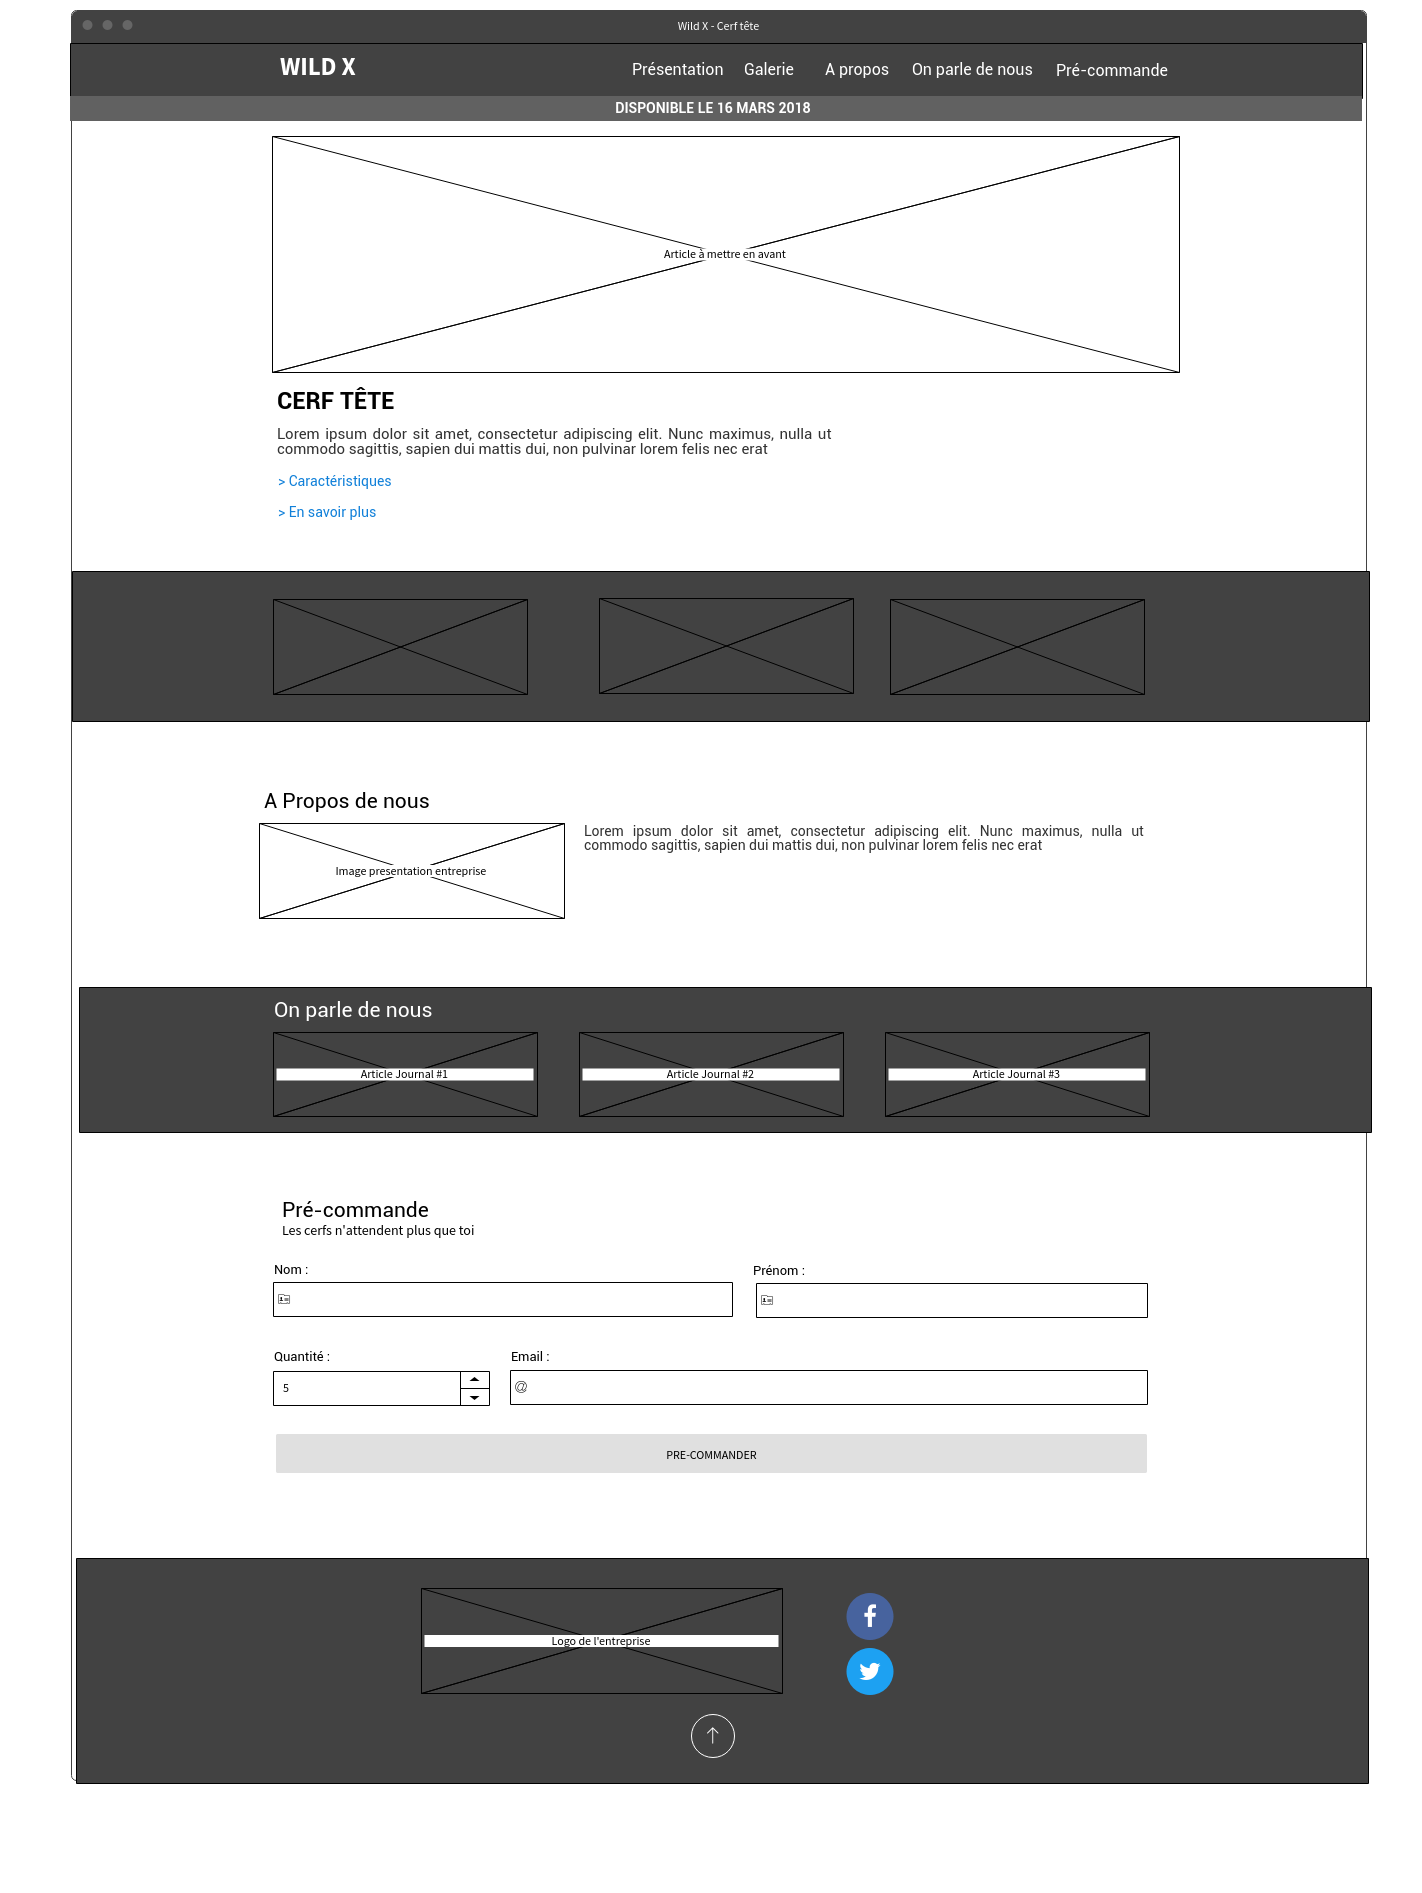 Wild X - Cerf tête
WILD X
Présentation
Galerie
A propos
On parle de nous
Pré-commande
DISPONIBLE LE 16 MARS 2018
Article à mettre en avant
CERF TÊTE
Lorem ipsum dolor sit amet, consectetur adipiscing elit. Nunc maximus, nulla ut
commodo sagittis, sapien dui mattis dui, non pulvinar lorem felis nec erat
> Caractéristiques
> En savoir plus
A Propos de nous
Image presentation entreprise
Lorem ipsum dolor sit amet, consectetur adipiscing elit. Nunc maximus, nulla ut
commodo sagittis, sapien dui mattis dui, non pulvinar lorem felis nec erat
On parle de nous
Article Journal #1
Article Journal #2
Article Journal #3
Pré-commande
Les cerfs n'attendent plus que toi
Nom :
Prénom :
Quantité :
5
Email :
@
PRE-COMMANDER
Logo de l'entreprise